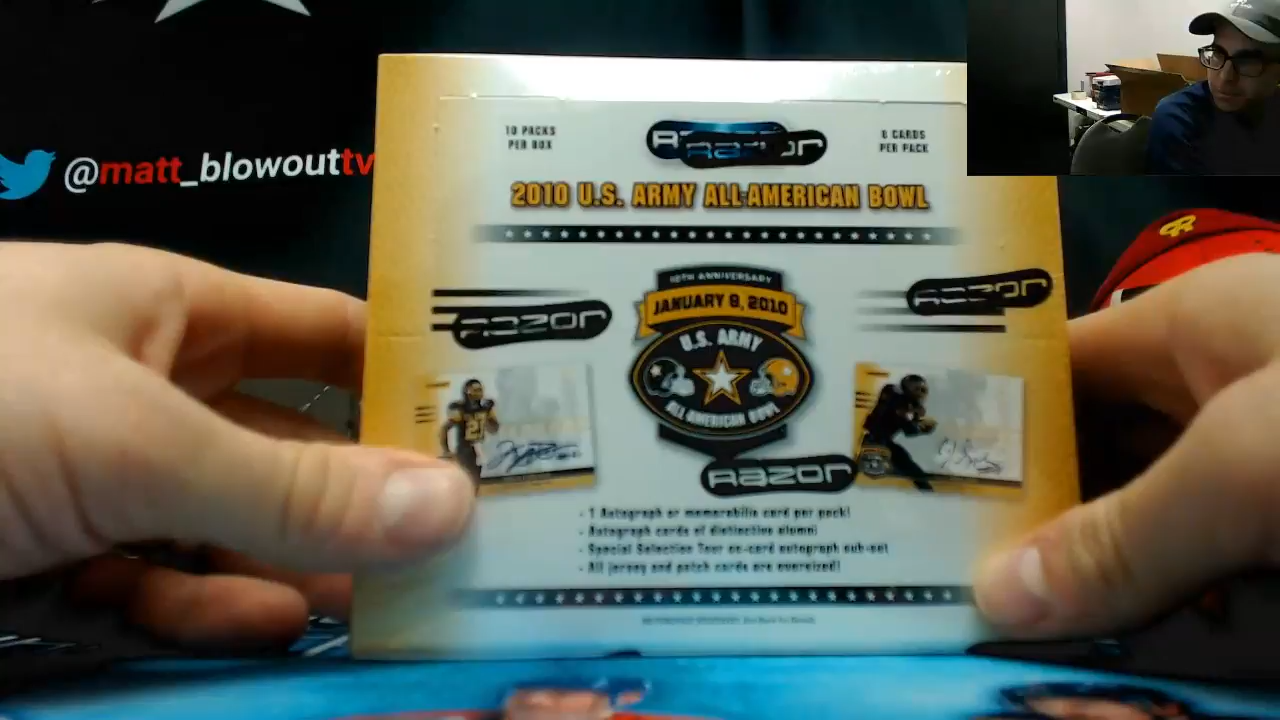 @matt_blowouttv
10 PACKS
PER BOX
Razor
8 CARDS
PER PACK
2010 U.S. ARMY ALL-AMERICAN BOWL
10TH ANNIVERSARY
JANUARY 9, 2010
U.S. ARMY
ALL AMERICAN BOWL
Razor
Razor
Razor
- 1 Autograph or memorabilia card per pack!
- Autograph cards of distinctive alumni
- Special Selection Tour on-card autograph sub-set
- All jersey and patch cards are oversized!